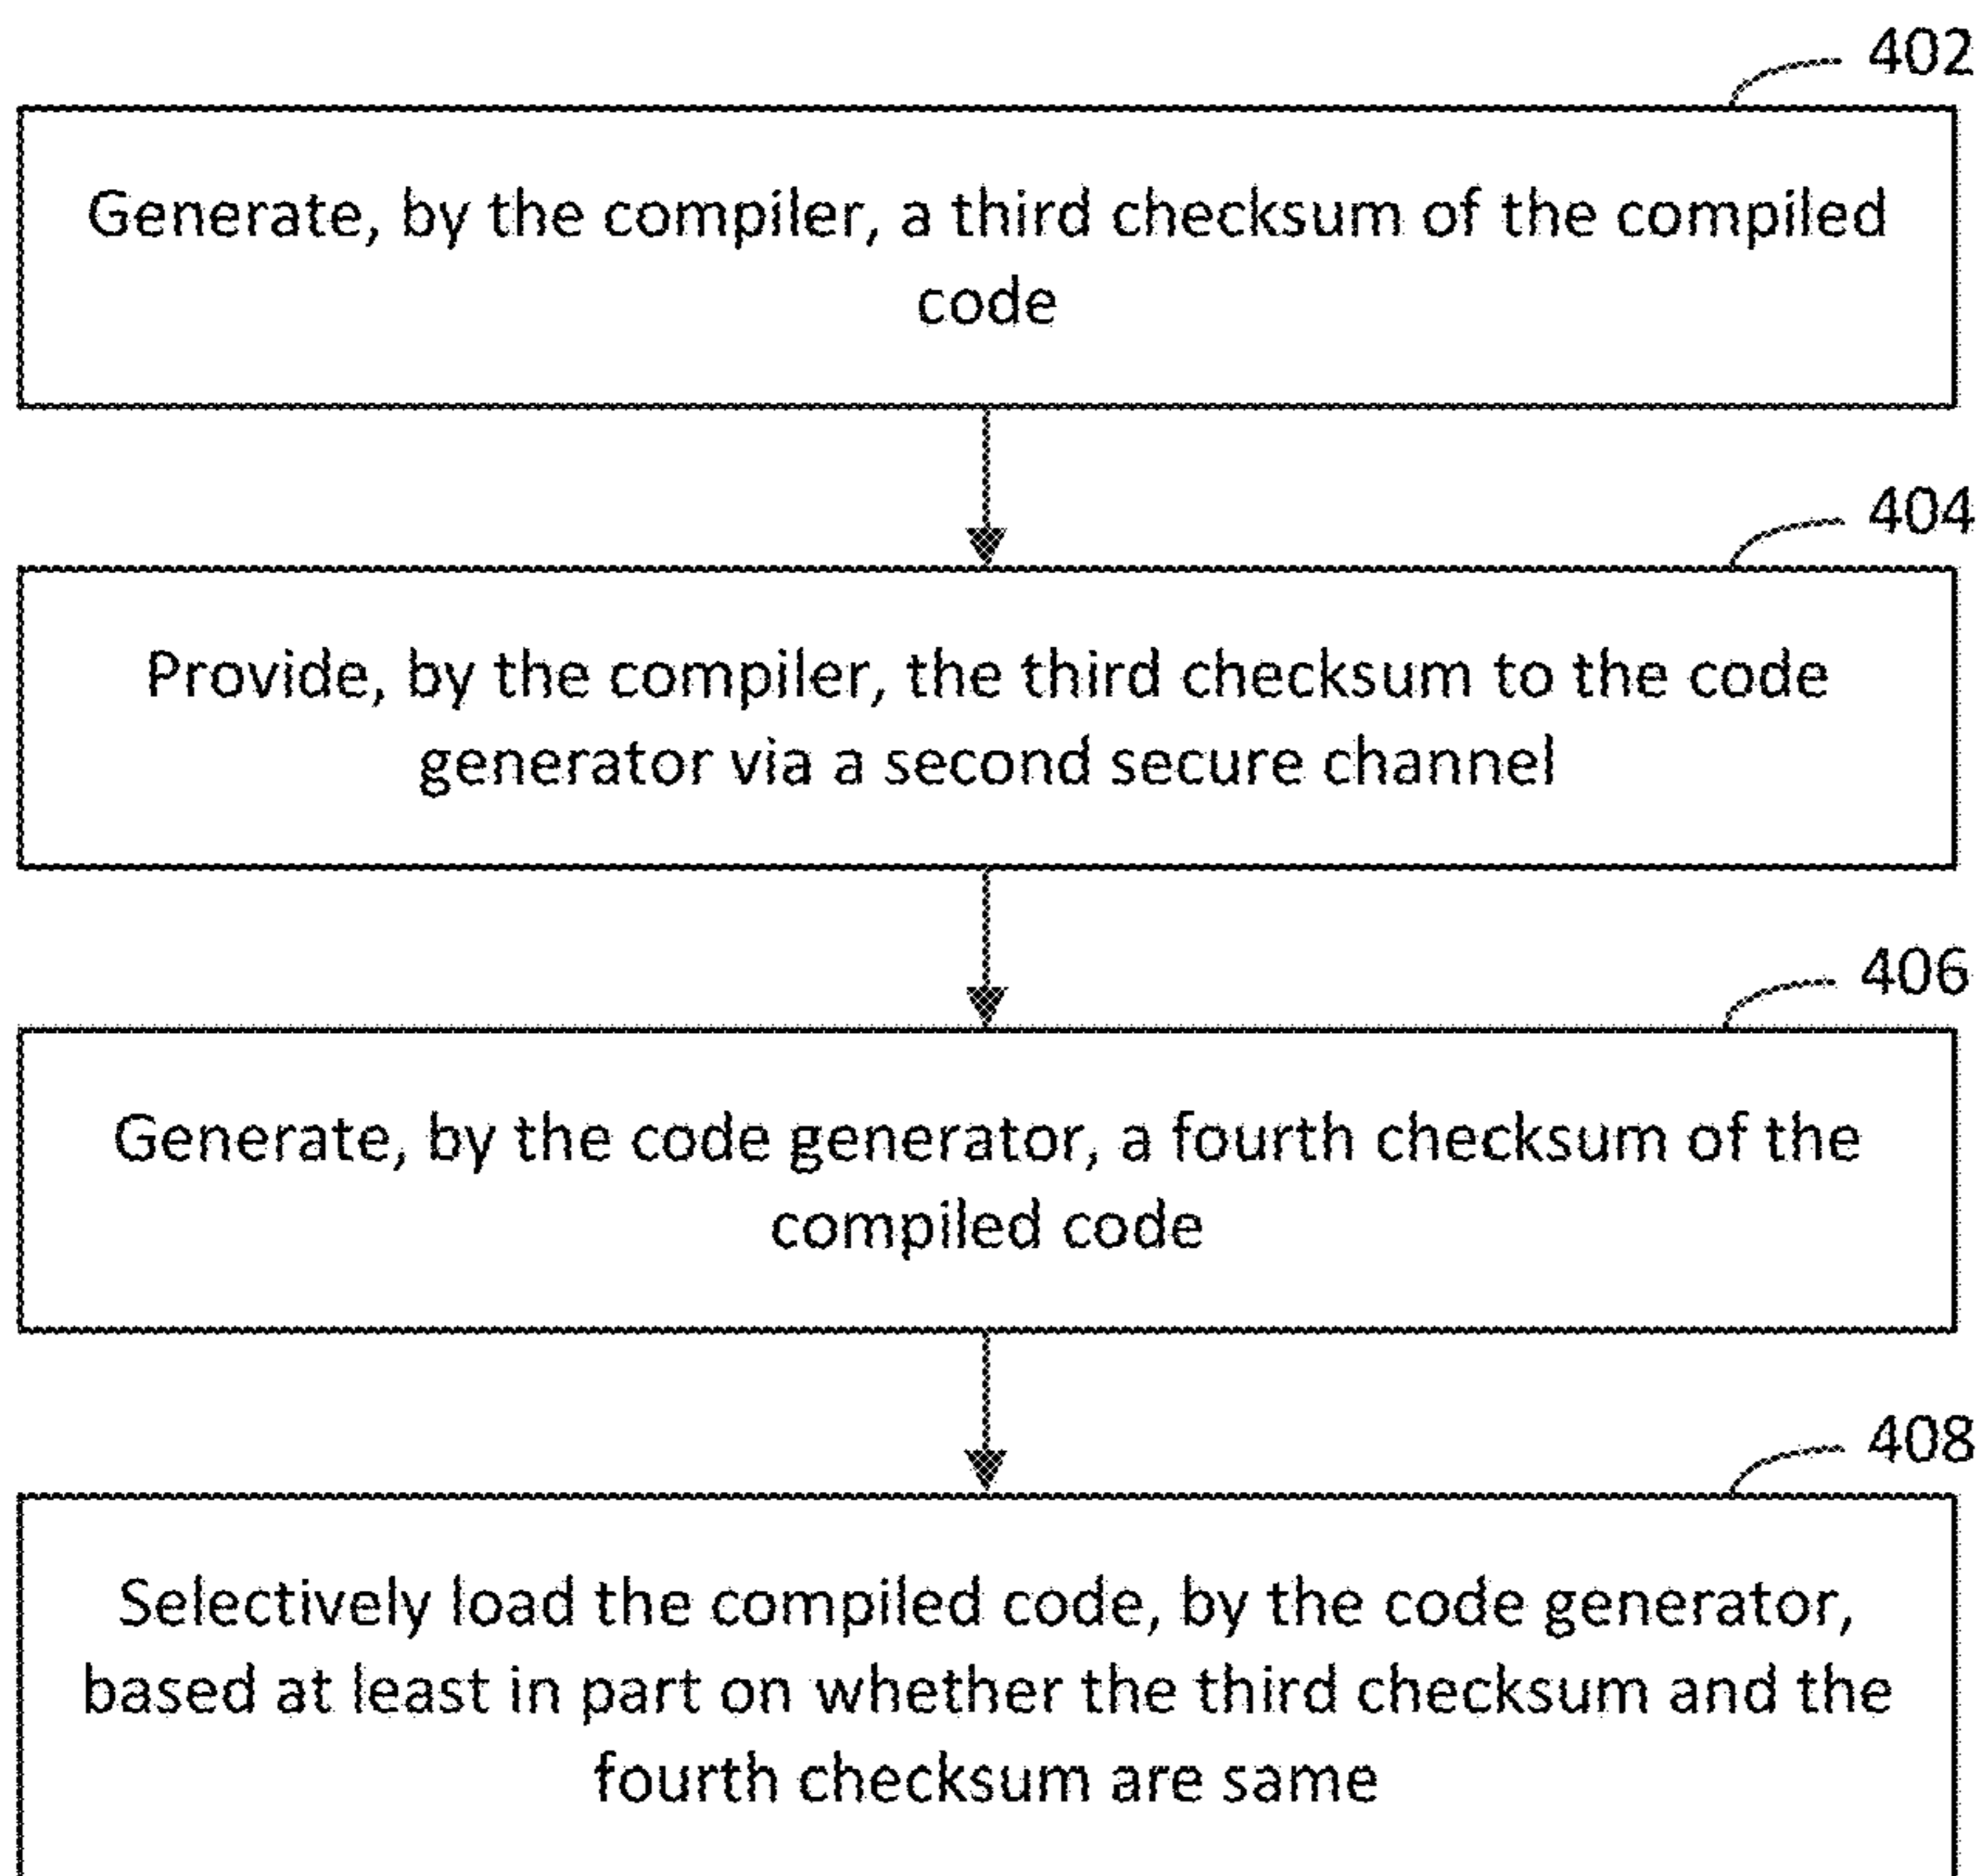 402
Generate, by the compiler, a third checksum of the compiled
code
404
Provide, by the compiler, the third checksum to the code
generator via a second secure channel
406
Generate, by the code generator, a fourth checksum of the
compiled code
408
Selectively load the compiled code, by the code generator,
based at least in part on whether the third checksum and the
fourth checksum are same